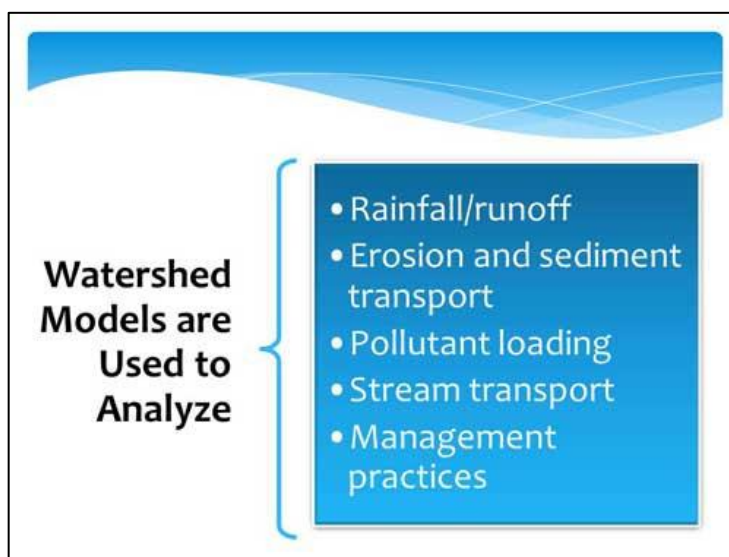 Watershed
Models are
Used to
Analyze
• Rainfall/runoff
• Erosion and sediment
transport
• Pollutant loading
• Stream transport
• Management
practices